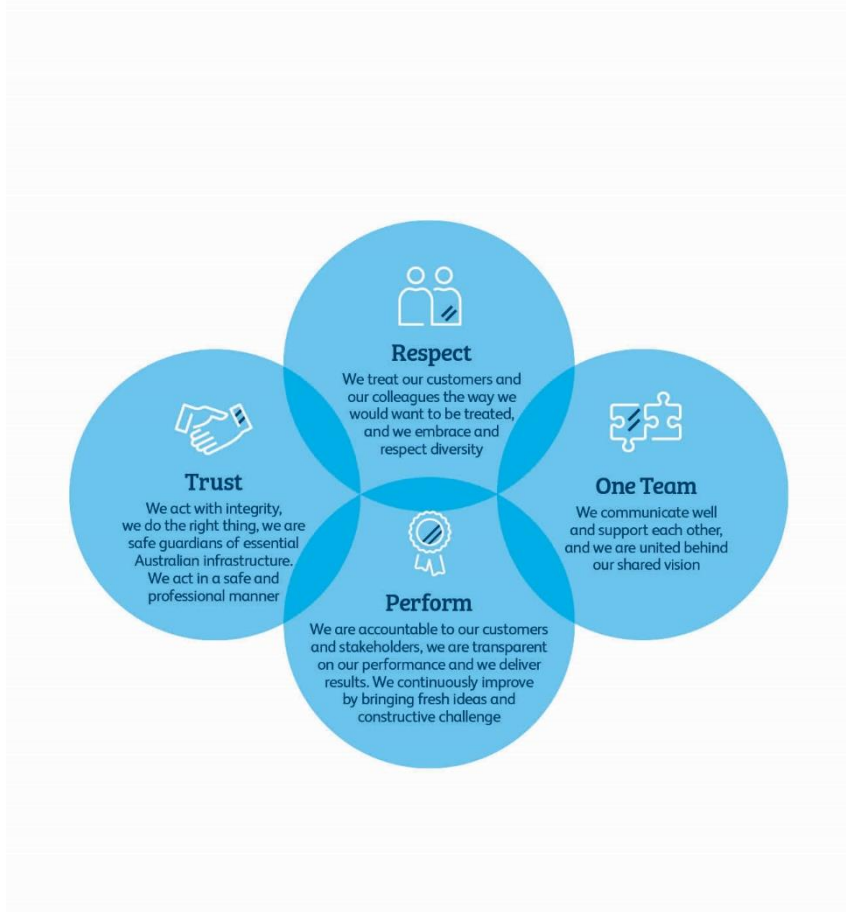 Respect
We treat our customers and
our colleagues the way we
would want to be treated,
and we embrace and
respect diversity
Trust
We act with integrity,
we do the right thing, we are
safe guardians of essential
Australian infrastructure.
We act in a safe and
professional manner
One Team
We communicate well
and support each other,
and we are united behind
our shared vision
Perform
We are accountable to our customers
and stakeholders, we are transparent
on our performance and we deliver
results. We continuously improve
by bringing fresh ideas and
constructive challenge